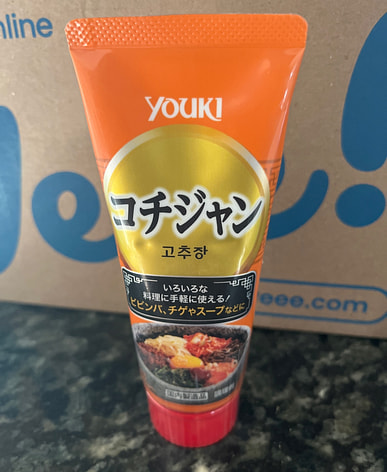 nline
YOUKI
コチジャン
고추장
いろいろな
料理に手軽に使える!
ビビンバ、チゲやスープなどに
eee.com
国内製造品
調味料